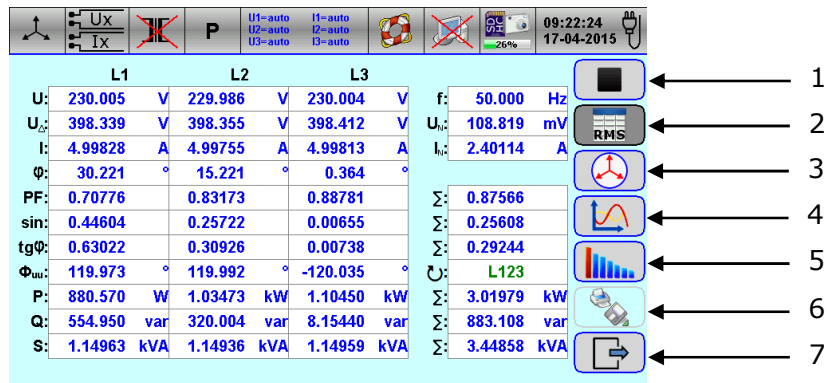 Ux
Ix
P
U1=auto I1=auto
U2=auto I2=auto
U3=auto I3=auto
SD
HC
26%
09:22:24
17-04-2015
L1 L2 L3
U: 230.005 V 229.986 V 230.004 V f: 50.000 Hz
U△: 398.339 V 398.355 V 398.412 V UN: 108.819 mV
I: 4.99828 A 4.99755 A 4.99813 A IN: 2.40114 A
φ: 30.221 ° 15.221 ° 0.364 °
PF: 0.70776 0.83173 0.88781 Σ: 0.87566
sin: 0.44604 0.25722 0.00655 Σ: 0.25608
tgφ: 0.63022 0.30926 0.00738 Σ: 0.29244
Φuu: 119.973 ° 119.992 ° -120.035 ° ↻: L123
P: 880.570 W 1.03473 kW 1.10450 kW Σ: 3.01979 kW
Q: 554.950 var 320.004 var 8.15440 var Σ: 883.108 var
S: 1.14963 kVA 1.14936 kVA 1.14959 kVA Σ: 3.44858 kVA
RMS
1
2
3
4
5
6
7